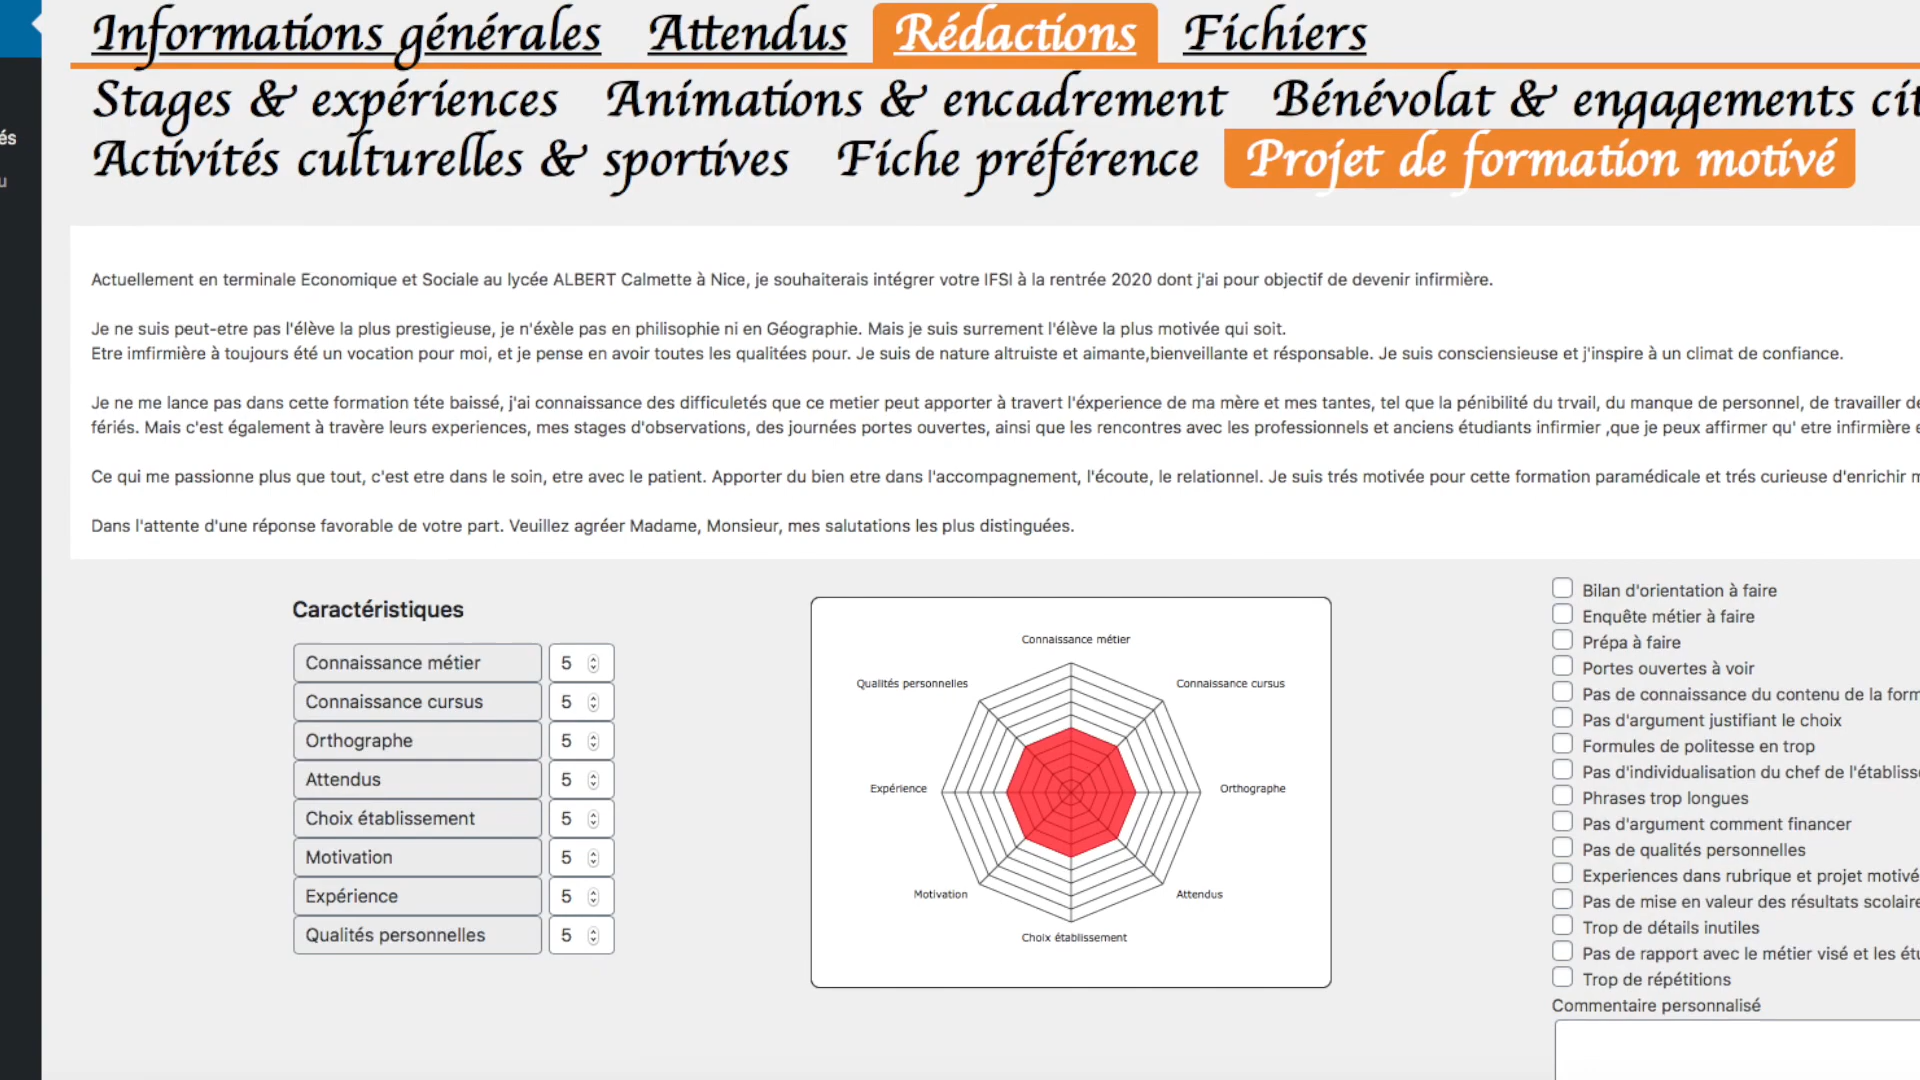 Informations générales Attendus Rédactions Fichiers
Stages & expériences Animations & encadrement Bénévolat & engagements cit
Activités culturelles & sportives Fiche préférence Projet de formation motivé
és
u
Actuellement en terminale Economique et Sociale au lycée ALBERT Calmette à Nice, je souhaiterais intégrer votre IFSI à la rentrée 2020 dont j'ai pour objectif de devenir infirmière.
Je ne suis peut-etre pas l'élève la plus prestigieuse, je n'éxèle pas en philisophie ni en Géographie. Mais je suis surrement l'élève la plus motivée qui soit.
Etre imfirmière à toujours été un vocation pour moi, et je pense en avoir toutes les qualitées pour. Je suis de nature altruiste et aimante,bienveillante et résponsable. Je suis consciensieuse et j'inspire à un climat de confiance.
Je ne me lance pas dans cette formation téte baissé, j'ai connaissance des difficuletés que ce metier peut apporter à travert l'éxperience de ma mère et mes tantes, tel que la pénibilité du trvail, du manque de personnel, de travailler de
fériés. Mais c'est également à travère leurs experiences, mes stages d'observations, des journées portes ouvertes, ainsi que les rencontres avec les professionnels et anciens étudiants infirmier ,que je peux affirmer qu' etre infirmière e
Ce qui me passionne plus que tout, c'est etre dans le soin, etre avec le patient. Apporter du bien etre dans l'accompagnement, l'écoute, le relationnel. Je suis trés motivée pour cette formation paramédicale et trés curieuse d'enrichir m
Dans l'attente d'une réponse favorable de votre part. Veuillez agréer Madame, Monsieur, mes salutations les plus distinguées.
Caractéristiques
Connaissance métier 5
Connaissance cursus 5
Orthographe 5
Attendus 5
Choix établissement 5
Motivation 5
Expérience 5
Qualités personnelles 5
Connaissance métier
Qualités personnelles Connaissance cursus
Expérience Orthographe
Motivation Attendus
Choix établissement
Bilan d'orientation à faire
Enquête métier à faire
Prépa à faire
Portes ouvertes à voir
Pas de connaissance du contenu de la form
Pas d'argument justifiant le choix
Formules de politesse en trop
Pas d'individualisation du chef de l'établisse
Phrases trop longues
Pas d'argument comment financer
Pas de qualités personnelles
Experiences dans rubrique et projet motivé
Pas de mise en valeur des résultats scolaire
Trop de détails inutiles
Pas de rapport avec le métier visé et les étu
Trop de répétitions
Commentaire personnalisé